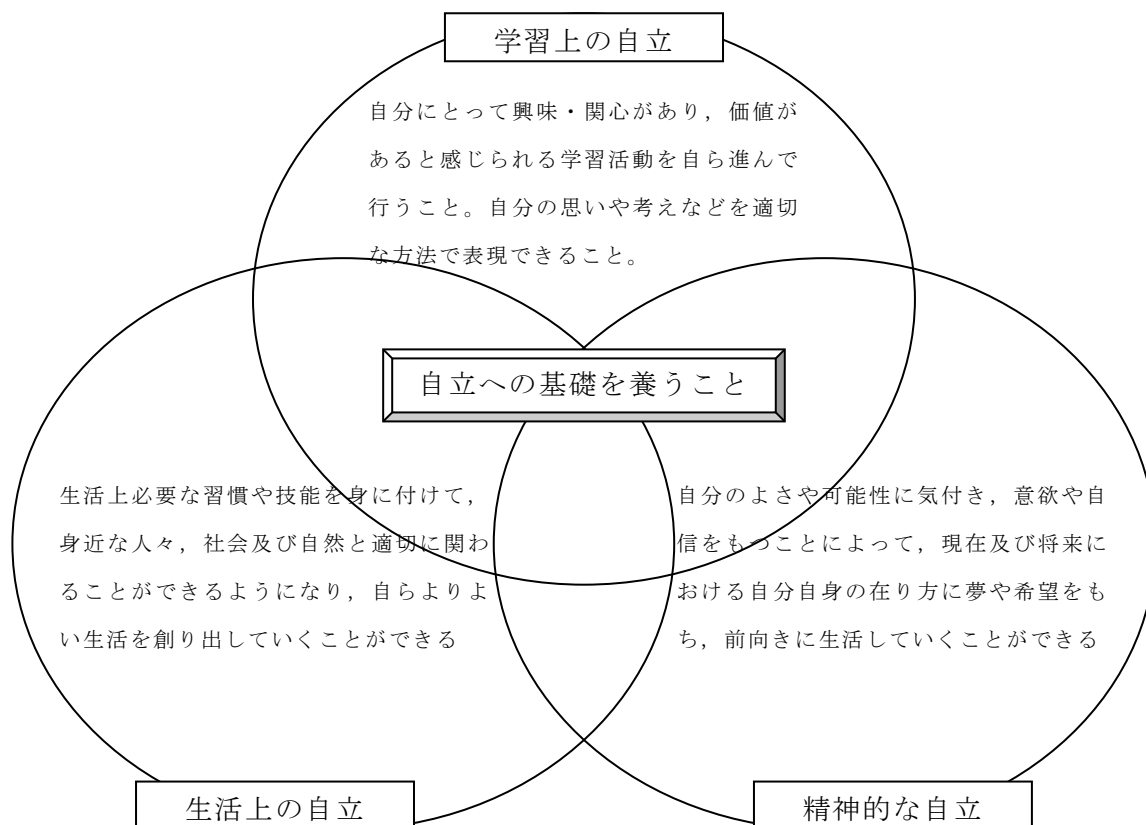 学習上の自立
自分にとって興味・関心があり，価値が
あると感じられる学習活動を自ら進んで
行うこと。自分の思いや考えなどを適切
な方法で表現できること。
自立への基礎を養うこと
生活上必要な習慣や技能を身に付けて，
身近な人々，社会及び自然と適切に関わ
ることができるようになり，自らよりよ
い生活を創り出していくことができる
自分のよさや可能性に気付き，意欲や自
信をもつことによって，現在及び将来に
おける自分自身の在り方に夢や希望をも
ち，前向きに生活していくことができる
生活上の自立
精神的な自立